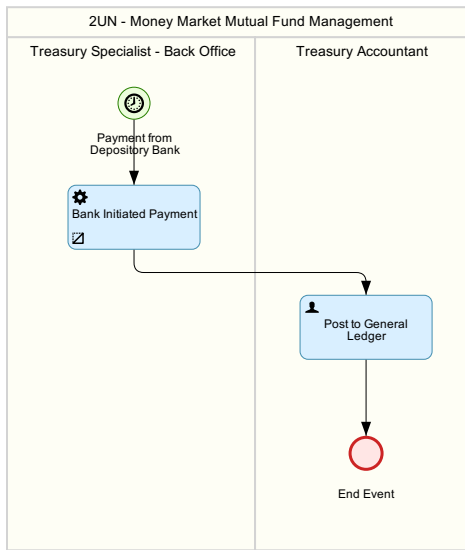 2UN - Money Market Mutual Fund Management
Treasury Specialist - Back Office
Treasury Accountant
Payment from
Depository Bank
Bank Initiated Payment
Post to General
Ledger
End Event